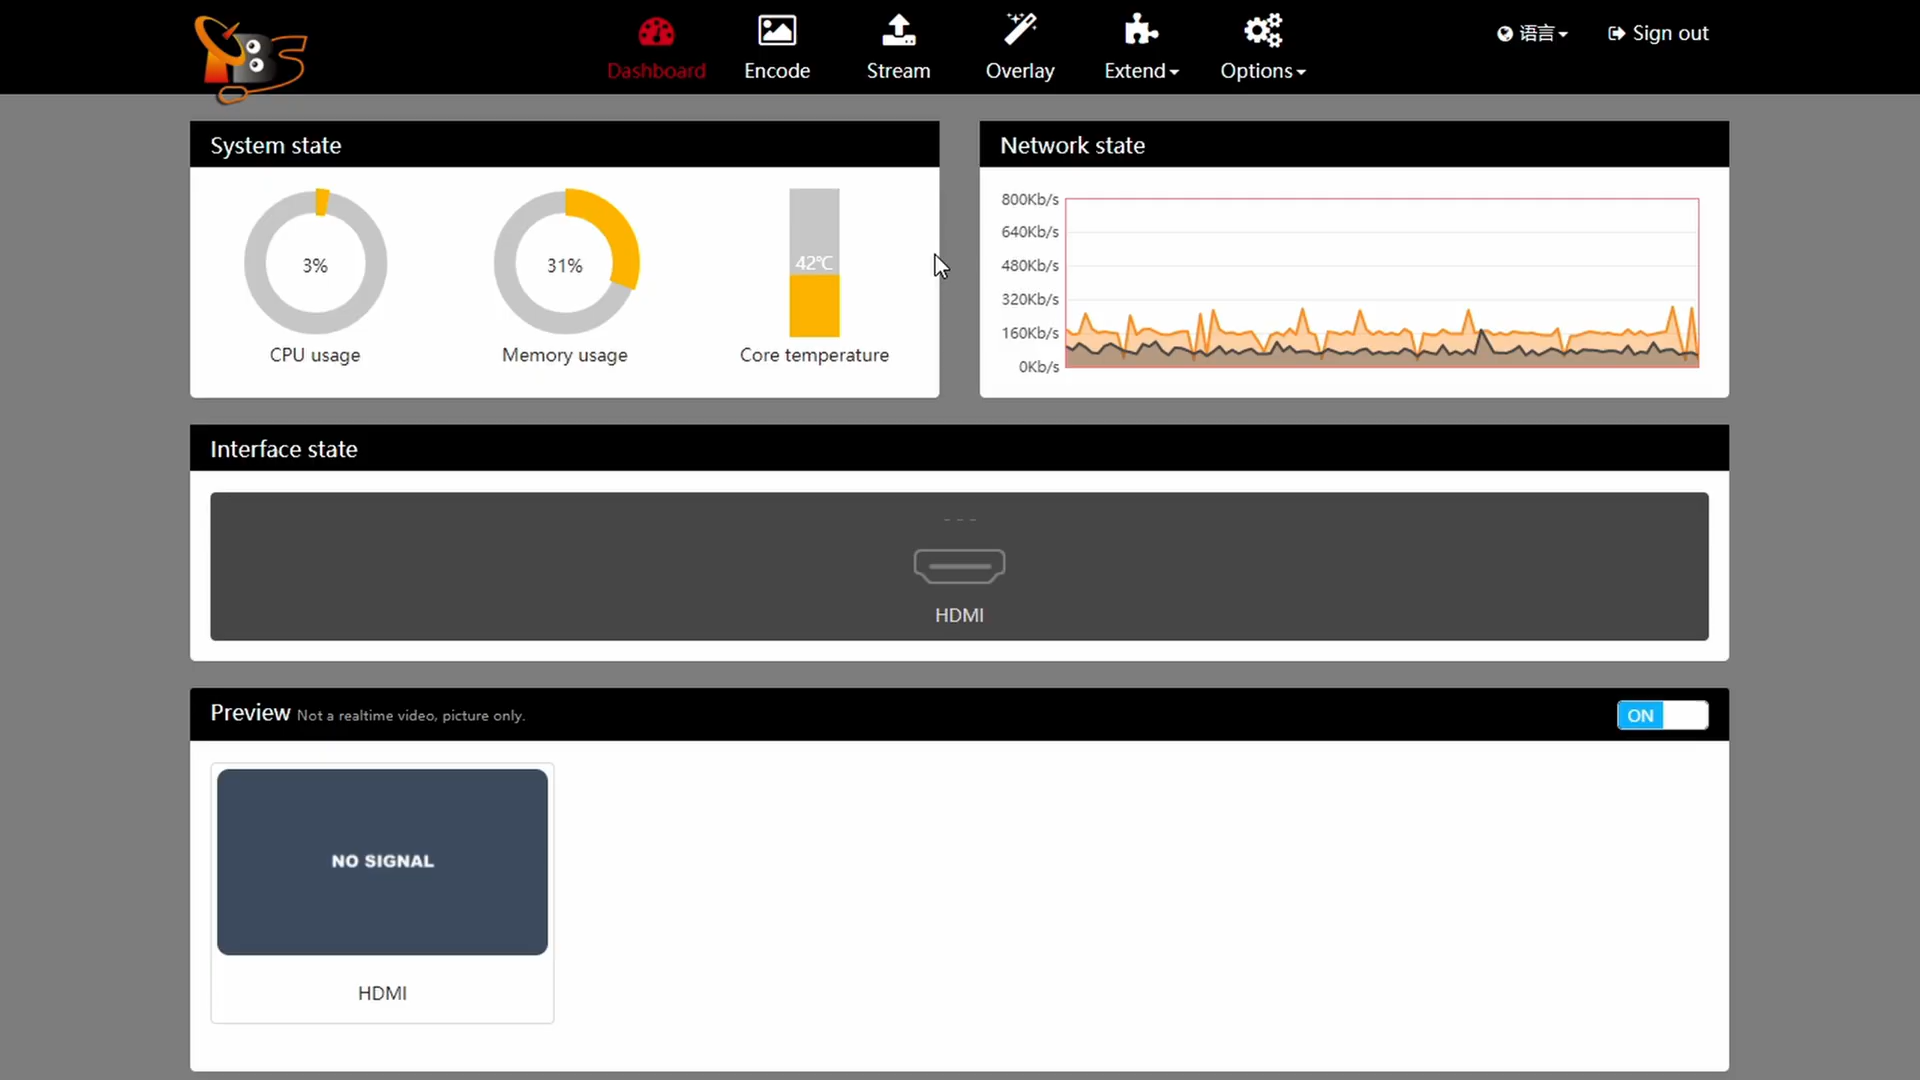 Dashboard
Encode
Stream
Overlay
Extend
Options
语言
Sign out
System state
3%
CPU usage
31%
Memory usage
42℃
Core temperature
Network state
800Kb/s
640Kb/s
480Kb/s
320Kb/s
160Kb/s
0Kb/s
Interface state
- - -
HDMI
Preview Not a realtime video, picture only.
ON
NO SIGNAL
HDMI